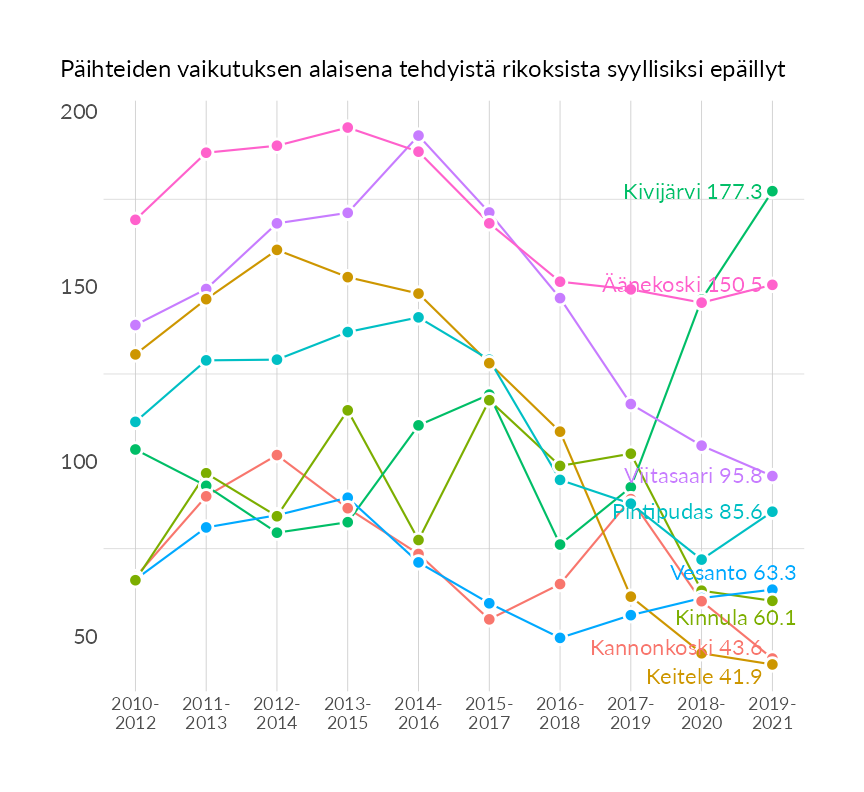 Päihteiden vaikutuksen alaisena tehdyistä rikoksista syyllisiksi epäillyt
200
150
100
50
Kivijärvi 177.3
Äänekoski 150.5
Viitasaari 95.8
Pihtipudas 85.6
Vesanto 63.3
Kinnula 60.1
Kannonkoski 43.6
Keitele 41.9
2010-
2012
2011-
2013
2012-
2014
2013-
2015
2014-
2016
2015-
2017
2016-
2018
2017-
2019
2018-
2020
2019-
2021